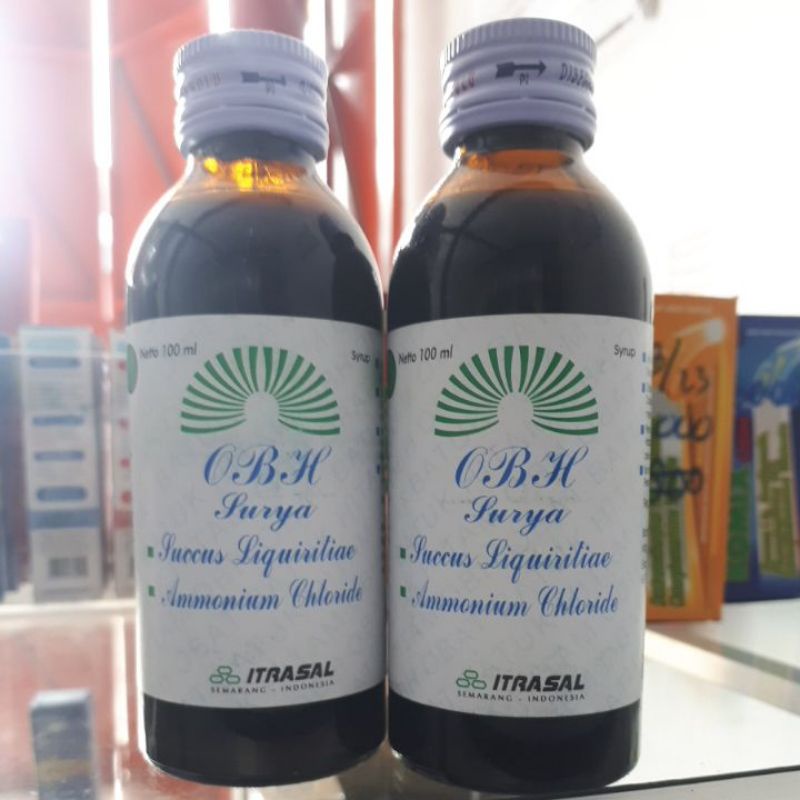 Netto 100 ml
Syrup
OBH
Surya
Succus Liquiritiae
Ammonium Chloride
ITRASAL
SEMARANG - INDONESIA
Netto 100 ml
Syrup
OBH
Surya
Succus Liquiritiae
Ammonium Chloride
ITRASAL
SEMARANG - INDONESIA